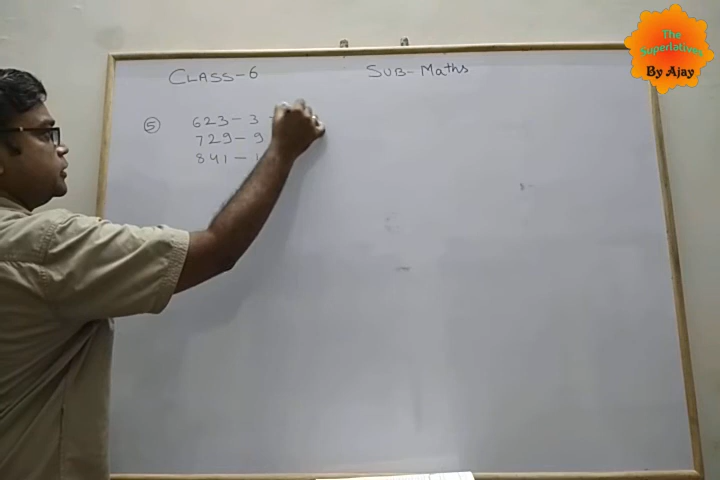 CLASS-6 SUB-Maths
The
Superlatives
By Ajay
5 623-3-
729-9
841-1